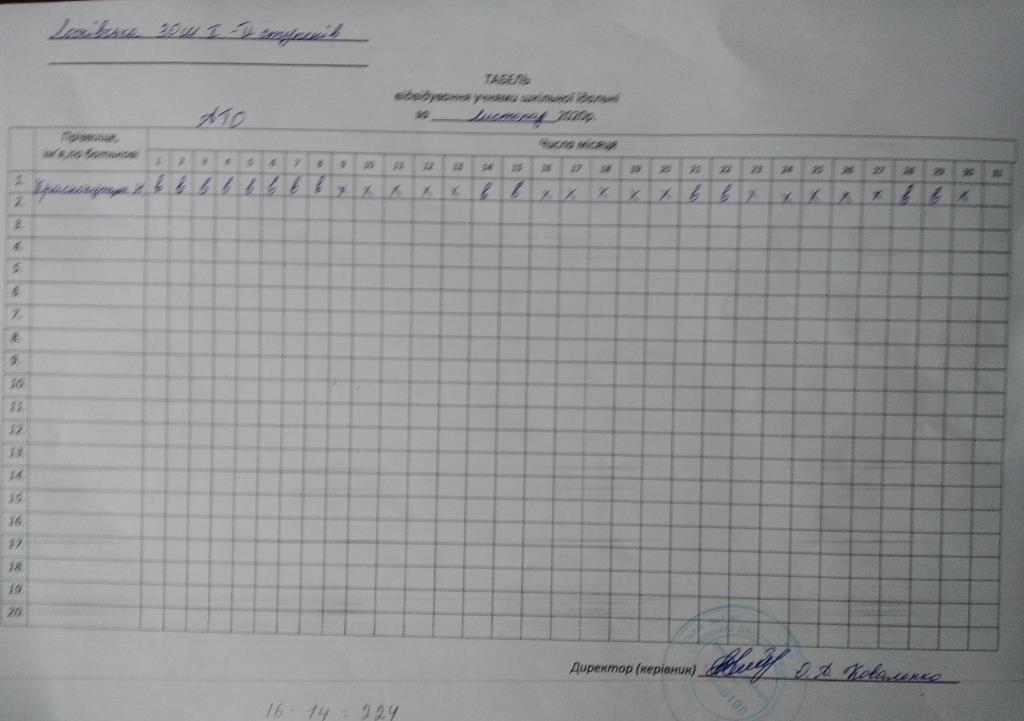 ЗОШ I - II ступенів
ТАБЕЛЬ
відвідування учнями шкільної їдальні
за листопад 2020р.
АТО
Прізвище, ім'я, по батькові
Числа місяця
1 2 3 4 5 6 7 8 9 10 11 12 13 14 15 16 17 18 19 20 21 22 23 24 25 26 27 28 29 30 31
1. в в в в в в в в х х х х х в в х х х х х в в х х х х х в в х
2.
3.
4.
5.
6.
7.
8.
9.
10.
11.
12.
13.
14.
15.
16.
17.
18.
19.
20.
Директор (керівник) О.А. Коваленко
16 - 14 = 224